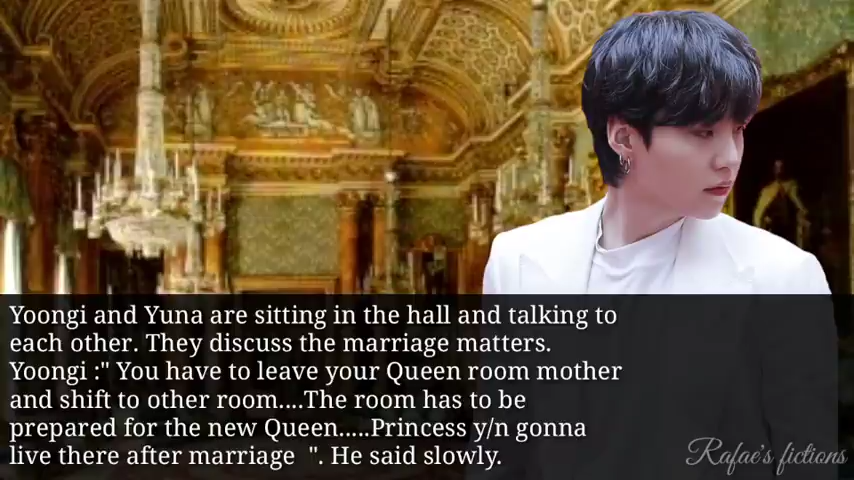 Yoongi and Yuna are sitting in the hall and talking to
each other. They discuss the marriage matters.
Yoongi :" You have to leave your Queen room mother
and shift to other room....The room has to be
prepared for the new Queen.....Princess y/n gonna
live there after marriage  ". He said slowly.
Rafae's fictions